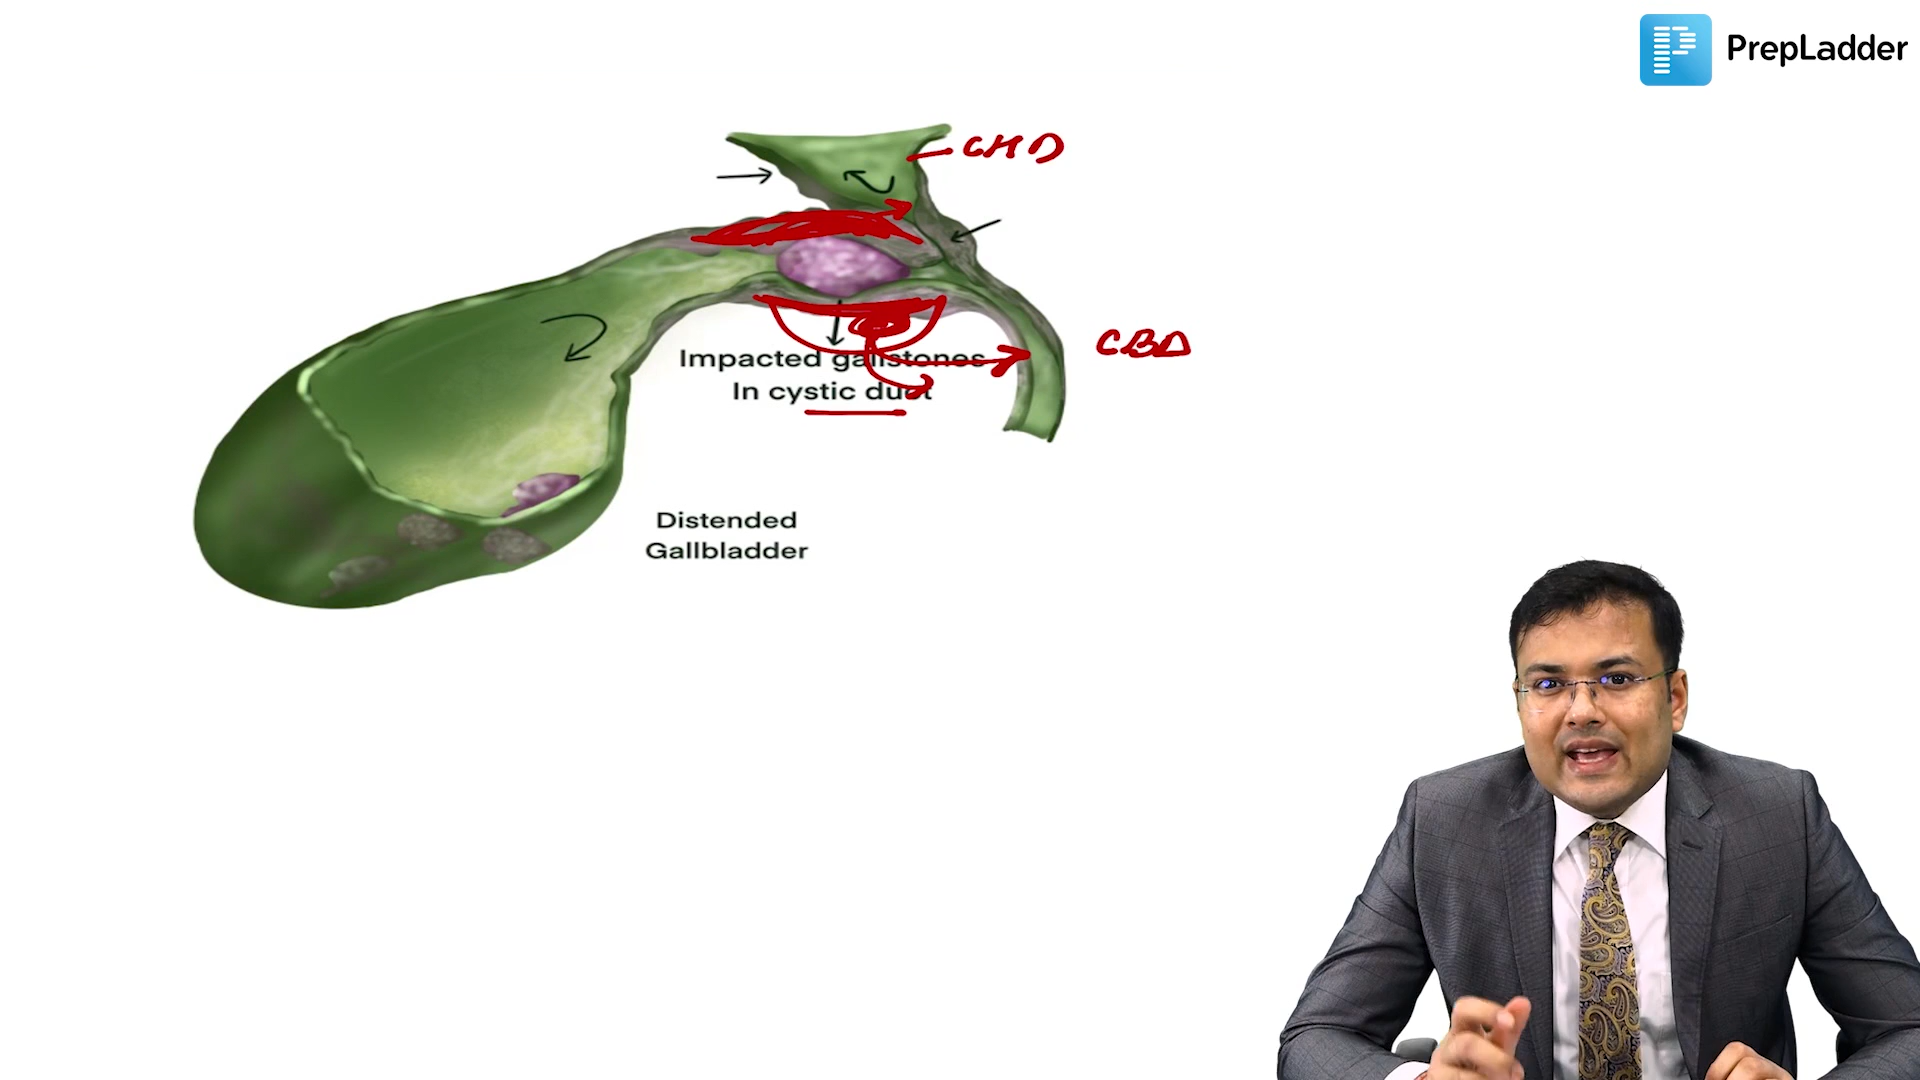 PrepLadder
CHD
CBD
Impacted gallstones
In cystic duct
Distended
Gallbladder